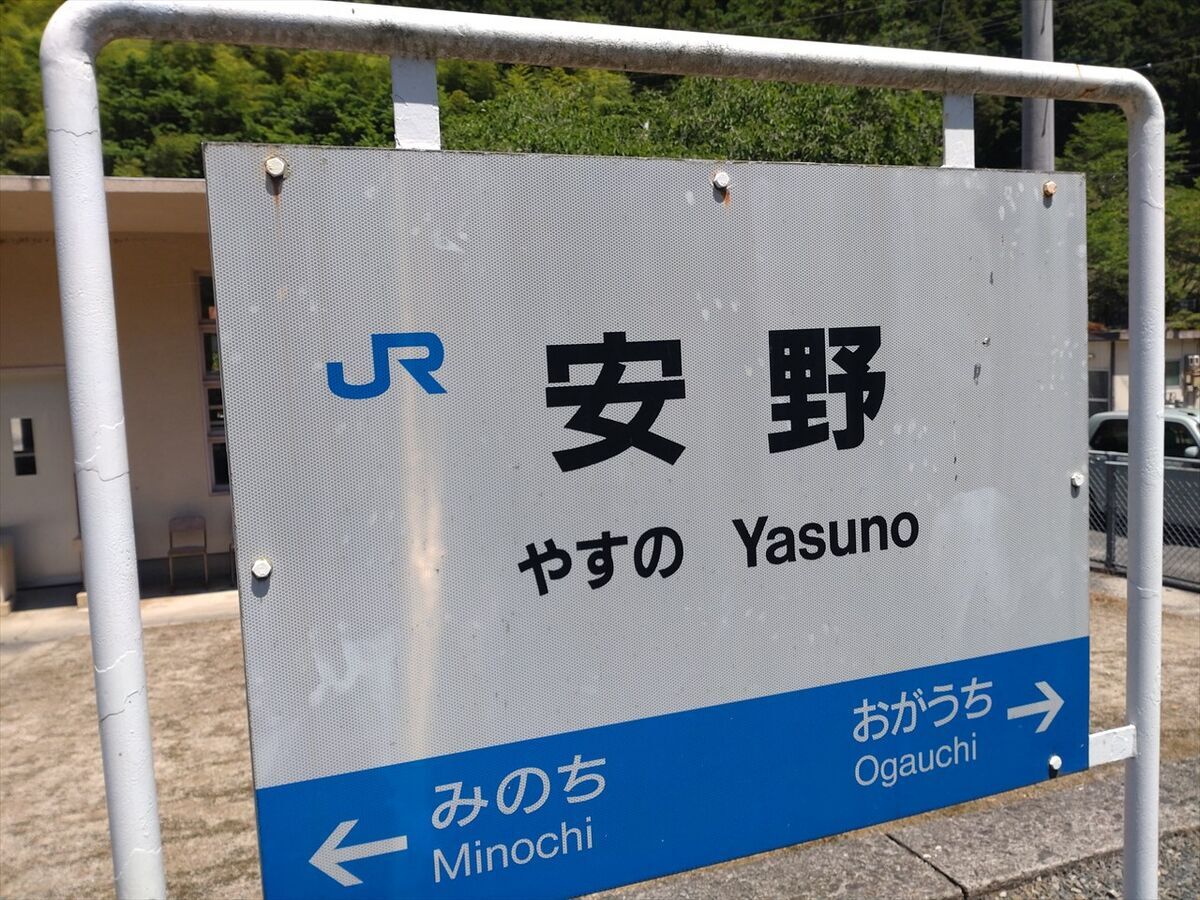 JR 安野
やすの Yasuno
おがうち →
Ogauchi
← みのち
Minochi